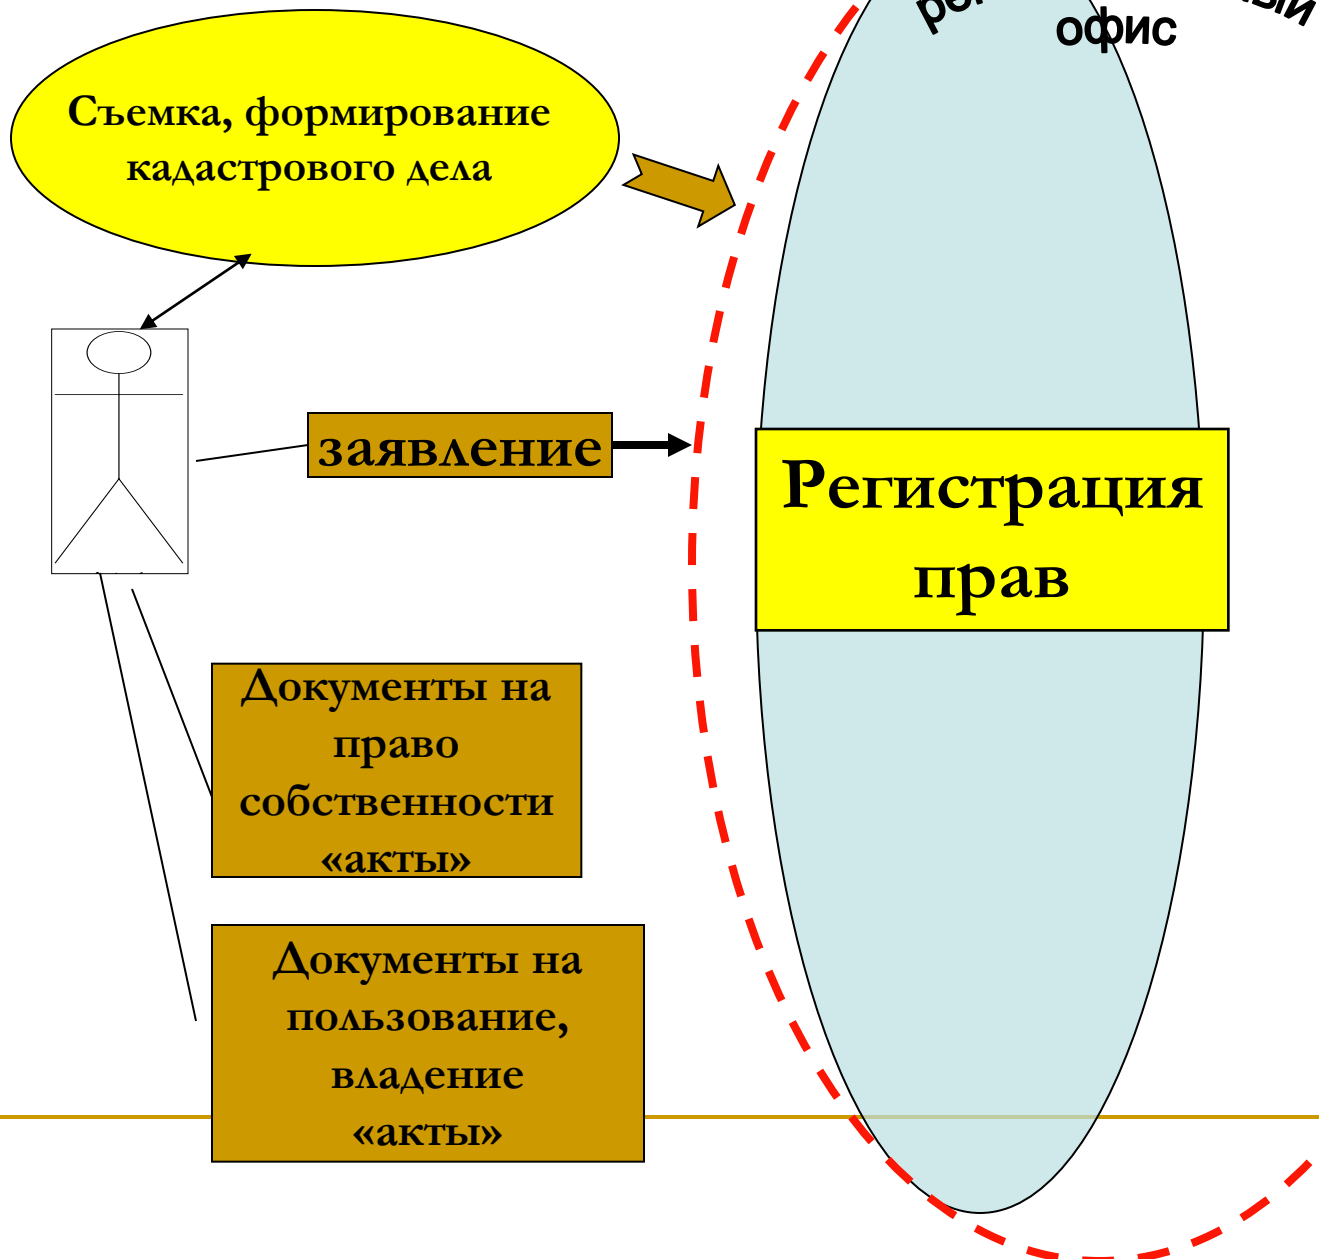 офис
Съемка, формирование
кадастрового дела
заявление
Регистрация
прав
Документы на
право
собственности
«акты»
Документы на
пользование,
владение
«акты»